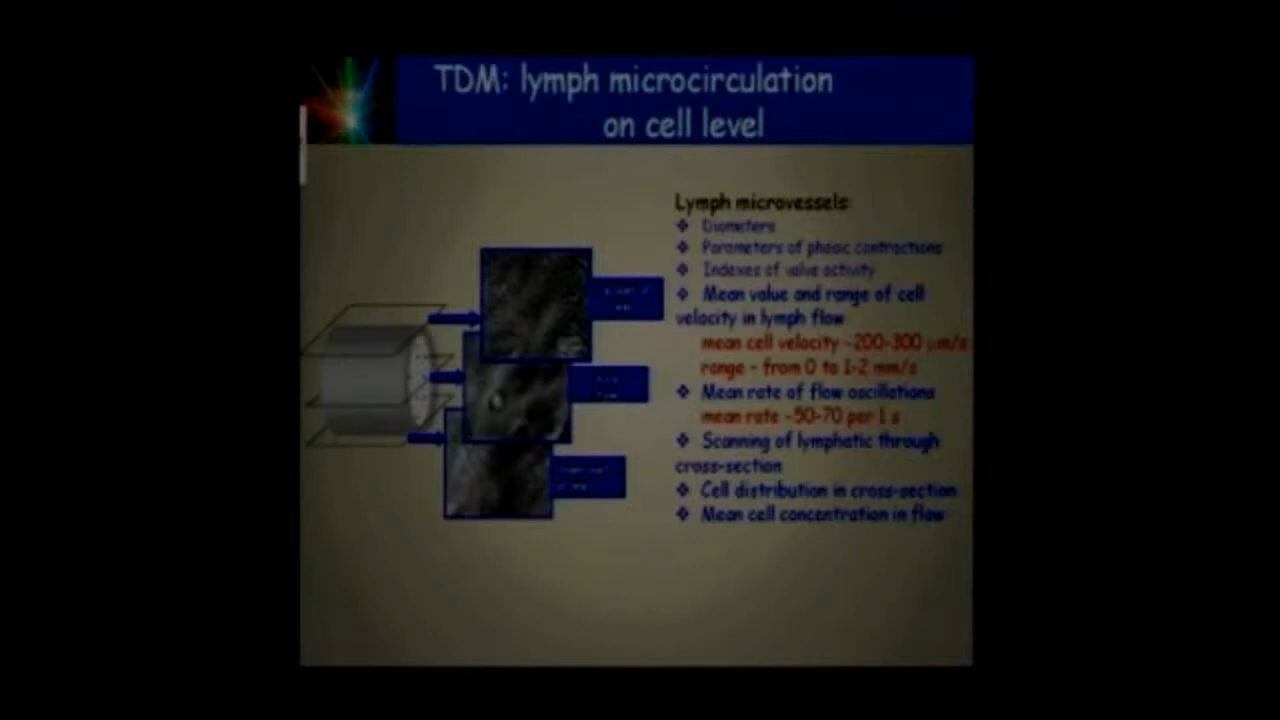 TDM: lymph microcirculation
on cell level
Lymph microvessels:
❖ Diameters
❖ Parameters of phasic contractions
❖ Indexes of valve activity
❖ Mean value and range of cell
velocity in lymph flow
mean cell velocity ~200-300 μm/s
range - from 0 to 1-2 mm/s
❖ Mean rate of flow oscillations
mean rate ~50-70 per 1 s
❖ Scanning of lymphatic through
cross-section
❖ Cell distribution in cross-section
❖ Mean cell concentration in flow